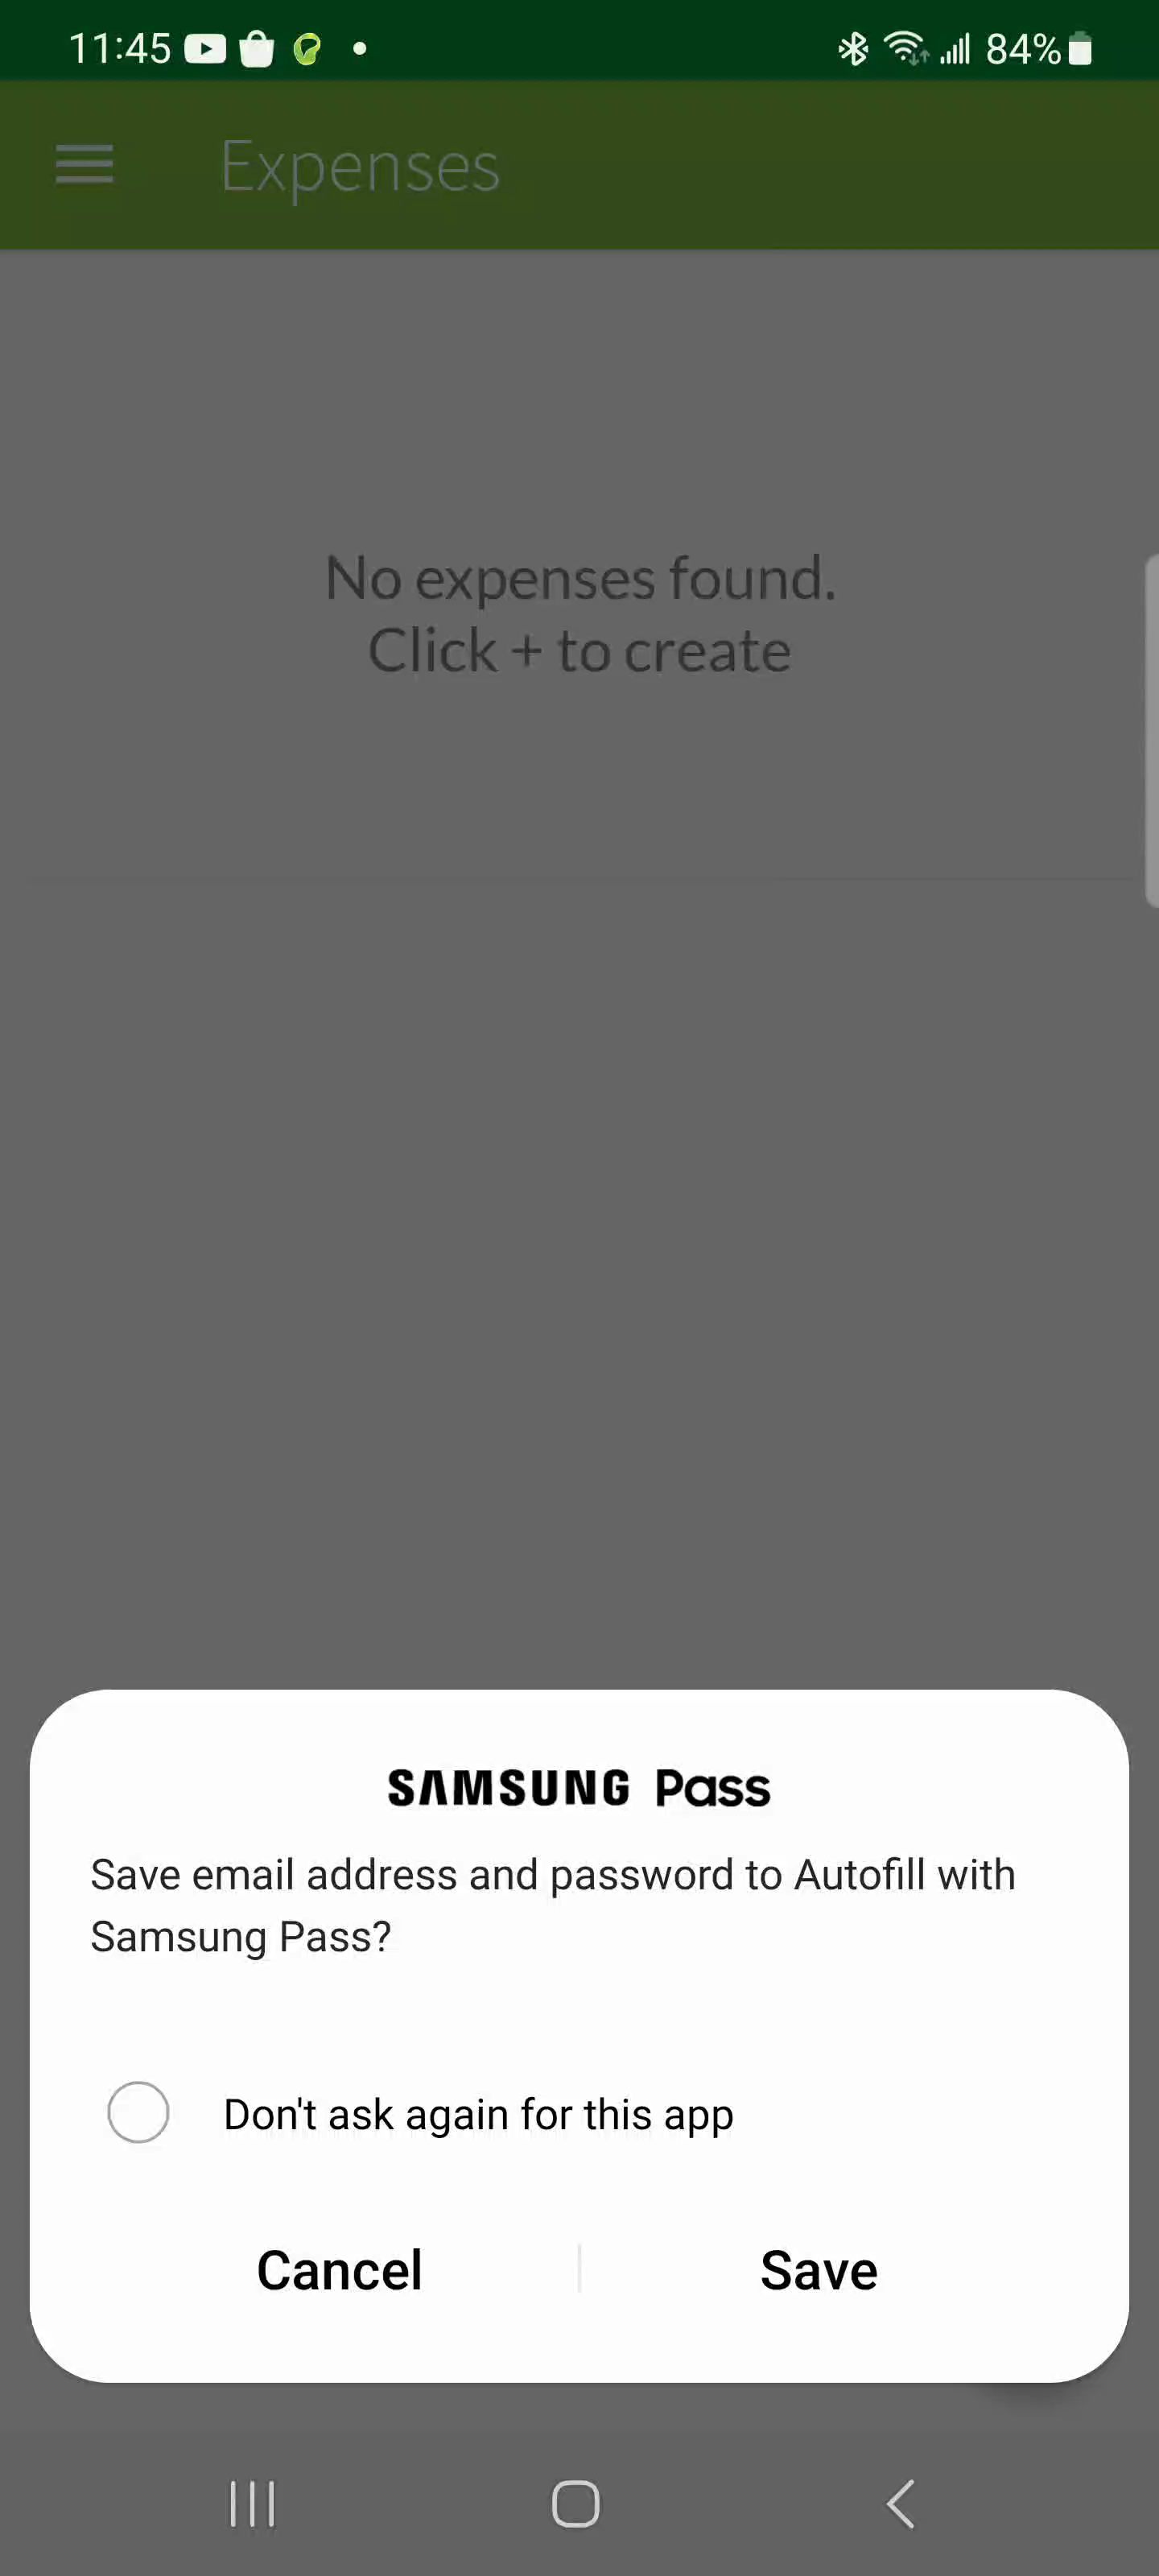 11:45
84%
Expenses
No expenses found.
Click + to create
SAMSUNG Pass
Save email address and password to Autofill with
Samsung Pass?
Don't ask again for this app
Cancel
Save